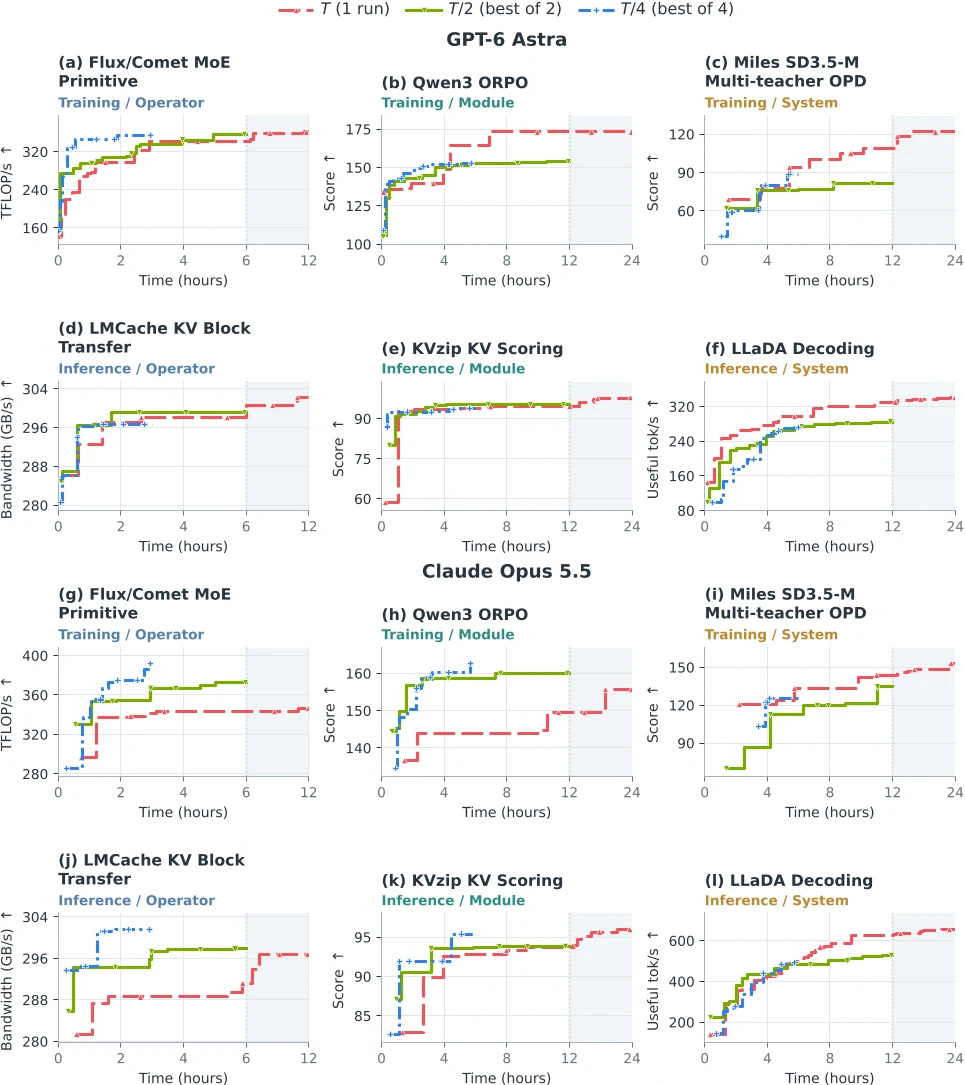 T (1 run) T/2 (best of 2) T/4 (best of 4)
GPT-6 Astra
(a) Flux/Comet MoE
Primitive
Training / Operator
TFLOP/s ↑
320
240
160
0 2 4 6 12
Time (hours)
(b) Qwen3 ORPO
Training / Module
Score ↑
175
150
125
100
0 4 8 12 24
Time (hours)
(c) Miles SD3.5-M
Multi-teacher OPD
Training / System
Score ↑
120
90
60
0 4 8 12 24
Time (hours)
(d) LMCache KV Block
Transfer
Inference / Operator
Bandwidth (GB/s) ↑
304
296
288
280
0 2 4 6 12
Time (hours)
(e) KVzip KV Scoring
Inference / Module
Score ↑
90
75
60
0 4 8 12 24
Time (hours)
(f) LLaDA Decoding
Inference / System
Useful tok/s ↑
320
240
160
80
0 4 8 12 24
Time (hours)
Claude Opus 5.5
(g) Flux/Comet MoE
Primitive
Training / Operator
TFLOP/s ↑
400
360
320
280
0 2 4 6 12
Time (hours)
(h) Qwen3 ORPO
Training / Module
Score ↑
160
150
140
0 4 8 12 24
Time (hours)
(i) Miles SD3.5-M
Multi-teacher OPD
Training / System
Score ↑
150
120
90
0 4 8 12 24
Time (hours)
(j) LMCache KV Block
Transfer
Inference / Operator
Bandwidth (GB/s) ↑
304
296
288
280
0 2 4 6 12
Time (hours)
(k) KVzip KV Scoring
Inference / Module
Score ↑
95
90
85
0 4 8 12 24
Time (hours)
(l) LLaDA Decoding
Inference / System
Useful tok/s ↑
600
400
200
0 4 8 12 24
Time (hours)